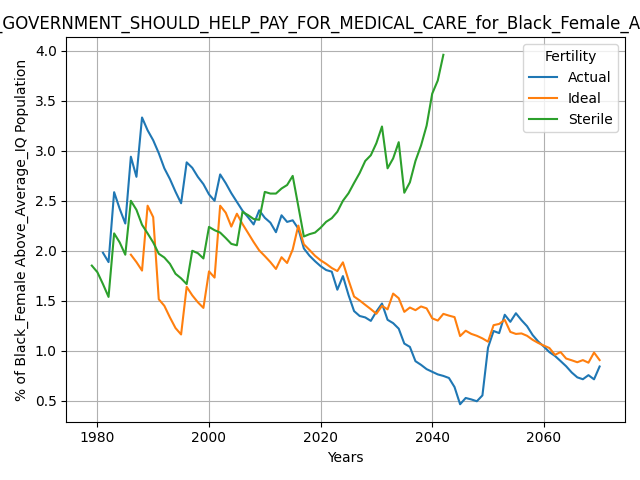 _GOVERNMENT_SHOULD_HELP_PAY_FOR_MEDICAL_CARE_for_Black_Female_A
% of Black_Female Above_Average_IQ Population
4.0
3.5
3.0
2.5
2.0
1.5
1.0
0.5
Fertility
Actual
Ideal
Sterile
1980 2000 2020 2040 2060
Years